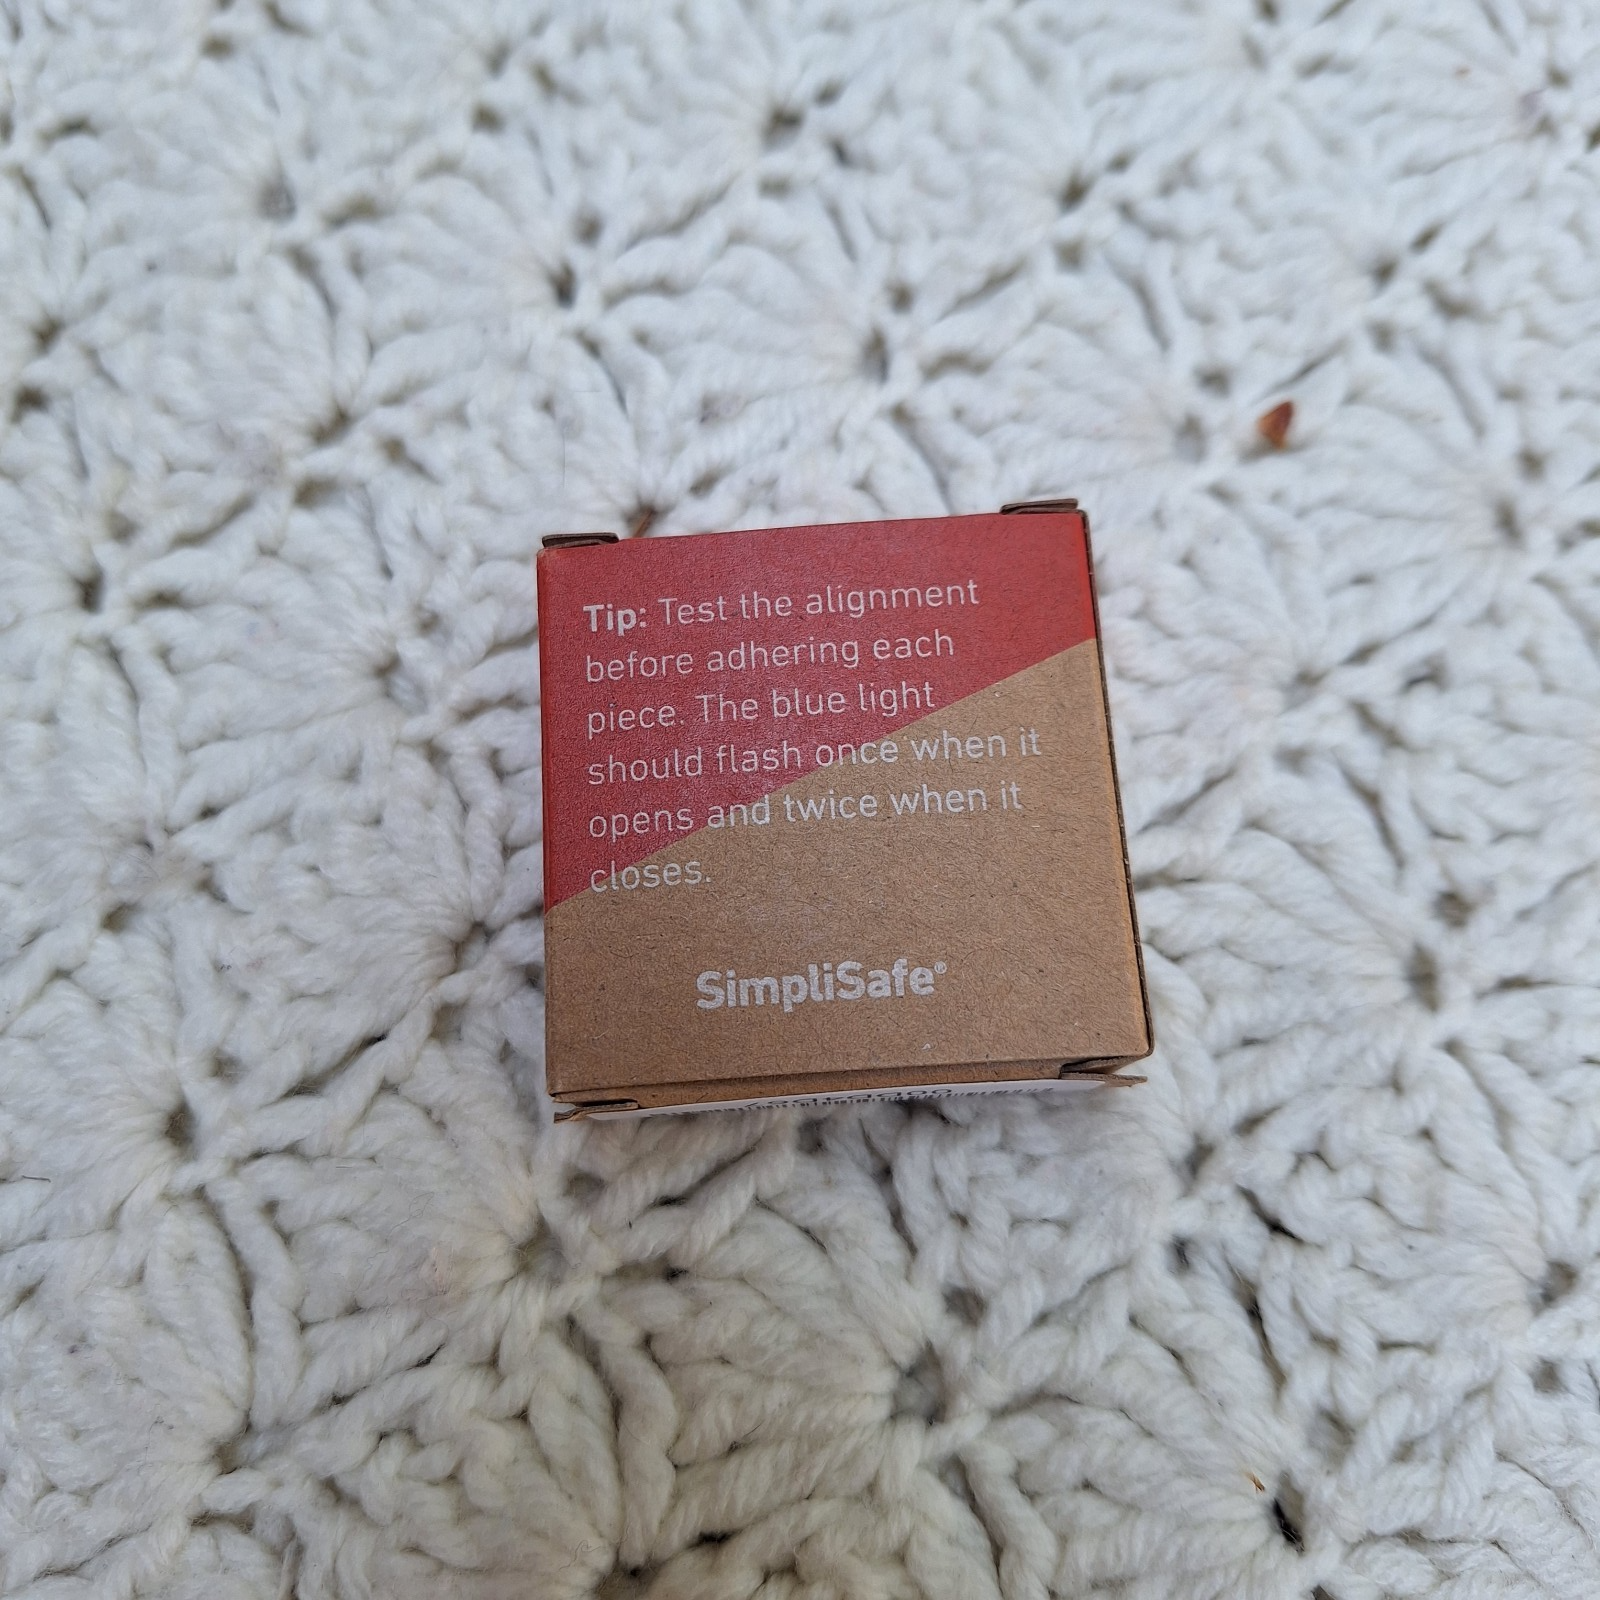 Tip: Test the alignment
before adhering each
piece. The blue light
should flash once when it
opens and twice when it
closes.
SimpliSafe®